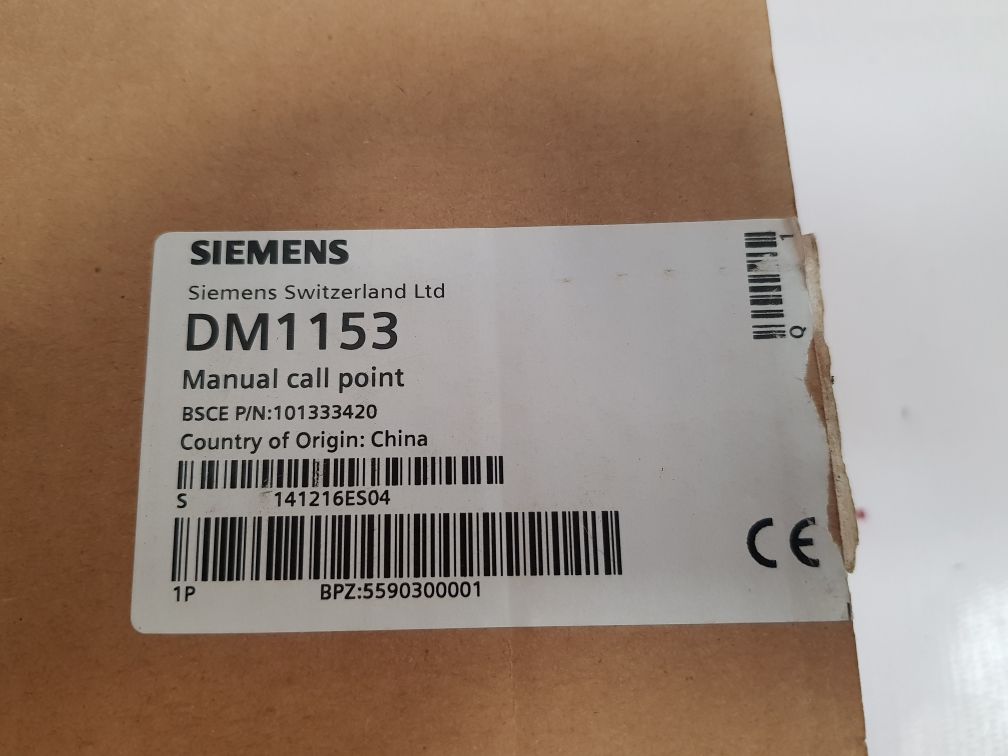 SIEMENS
Siemens Switzerland Ltd
DM1153
Manual call point
BSCE P/N:101333420
Country of Origin: China
S 141216ES04
1P BPZ:5590300001
Q 1
CE